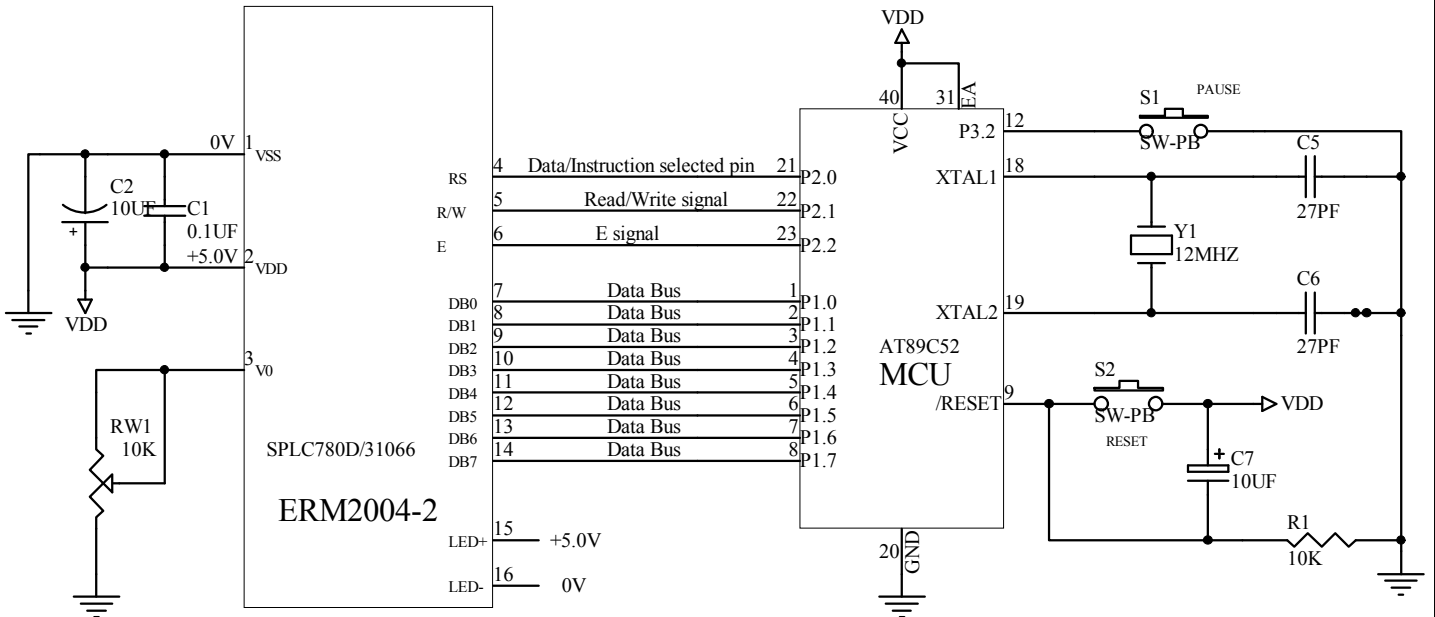 VDD
40
31
EA
VCC
P3.2
12
S1
PAUSE
SW-PB
0V
1
VSS
C2
10UF
C1
0.1UF
+5.0V
2
VDD
VDD
3
V0
RW1
10K
SPLC780D/31066
ERM2004-2
RS
4
Data/Instruction selected pin
21
P2.0
R/W
5
Read/Write signal
22
P2.1
E
6
E signal
23
P2.2
DB0
7
Data Bus
1
P1.0
DB1
8
Data Bus
2
P1.1
DB2
9
Data Bus
3
P1.2
DB3
10
Data Bus
4
P1.3
DB4
11
Data Bus
5
P1.4
DB5
12
Data Bus
6
P1.5
DB6
13
Data Bus
7
P1.6
DB7
14
Data Bus
8
P1.7
LED+
15
+5.0V
LED-
16
0V
XTAL1
18
C5
27PF
Y1
12MHZ
XTAL2
19
C6
27PF
AT89C52
MCU
/RESET
9
S2
SW-PB
RESET
VDD
C7
+
10UF
R1
10K
20
GND
+